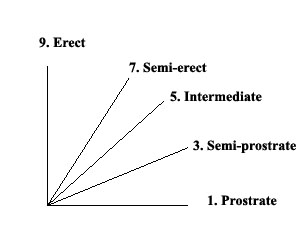 9. Erect
7. Semi-erect
5. Intermediate
3. Semi-prostrate
1. Prostrate